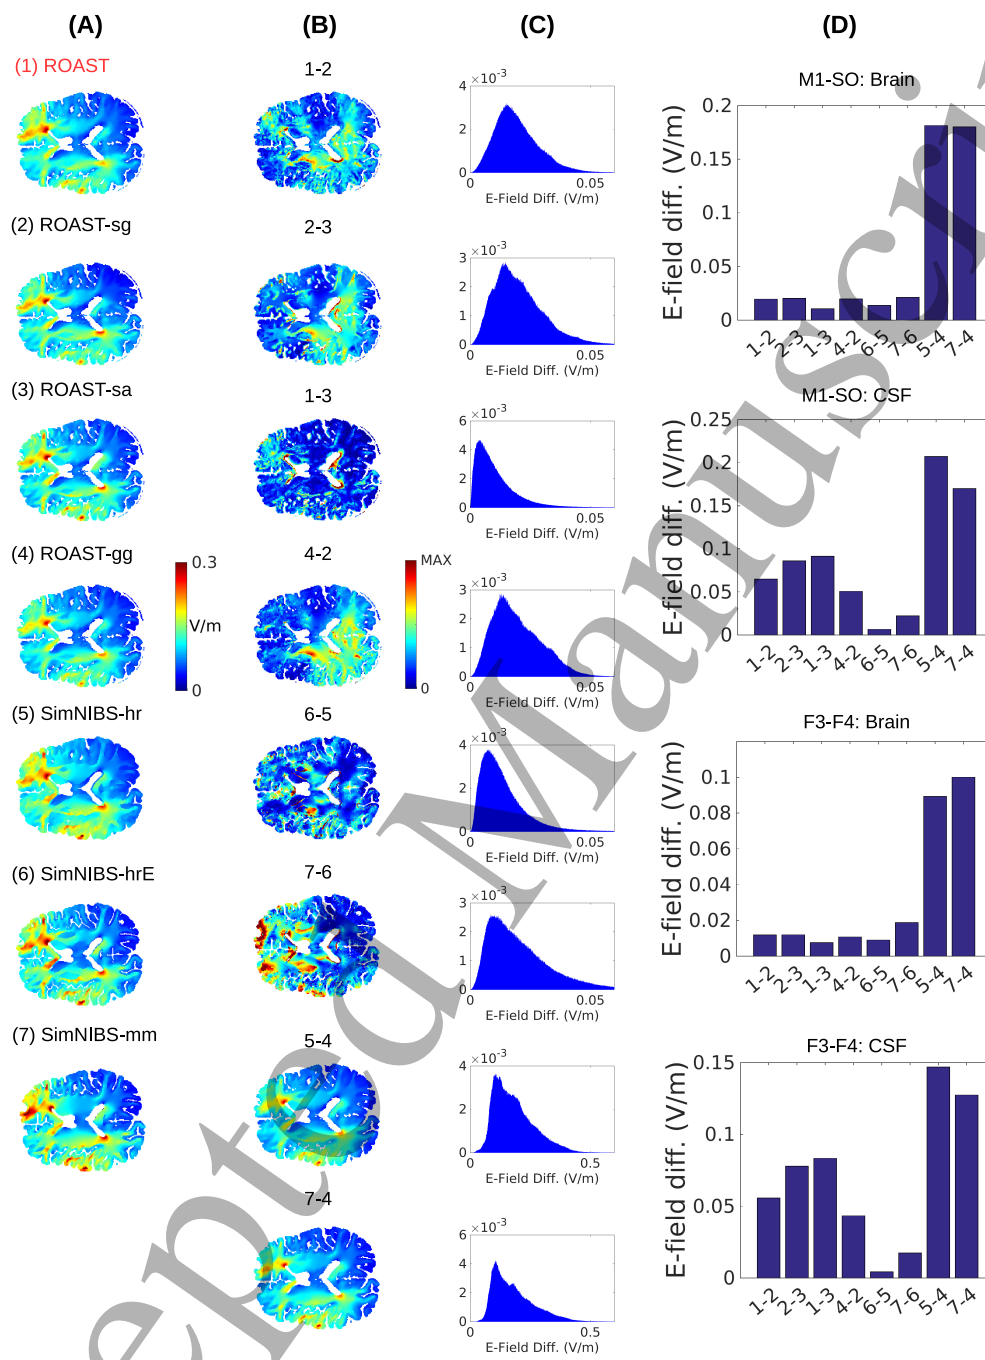 (A)
(B)
(C)
(D)
(1) ROAST
1-2
×10⁻³
4
2
0
0
0.05
E-Field Diff. (V/m)
(2) ROAST-sg
2-3
×10⁻³
3
2
1
0
0
0.05
E-Field Diff. (V/m)
(3) ROAST-sa
1-3
×10⁻³
6
4
2
0
0
0.05
E-Field Diff. (V/m)
(4) ROAST-gg
0.3
V/m
0
4-2
MAX
0
×10⁻³
3
2
1
0
0
0.05
E-Field Diff. (V/m)
(5) SimNIBS-hr
6-5
×10⁻³
4
2
0
0
0.05
E-Field Diff. (V/m)
(6) SimNIBS-hrE
7-6
×10⁻³
3
2
1
0
0
0.05
E-Field Diff. (V/m)
(7) SimNIBS-mm
5-4
×10⁻³
4
2
0
0
0.5
E-Field Diff. (V/m)
7-4
×10⁻³
6
4
2
0
0
0.5
E-Field Diff. (V/m)
M1-SO: Brain
E-field diff. (V/m)
0.2
0.15
0.1
0.05
0
1-2 2-3 1-3 4-2 6-5 7-6 5-4 7-4
M1-SO: CSF
E-field diff. (V/m)
0.25
0.2
0.15
0.1
0.05
0
1-2 2-3 1-3 4-2 6-5 7-6 5-4 7-4
F3-F4: Brain
E-field diff. (V/m)
0.1
0.08
0.06
0.04
0.02
0
1-2 2-3 1-3 4-2 6-5 7-6 5-4 7-4
F3-F4: CSF
E-field diff. (V/m)
0.15
0.1
0.05
0
1-2 2-3 1-3 4-2 6-5 7-6 5-4 7-4
epted Manuscri